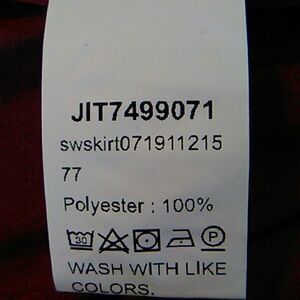 JIT7499071
swskirt071911215
77
Polyester : 100%
30 P
WASH WITH LIKE
COLORS.